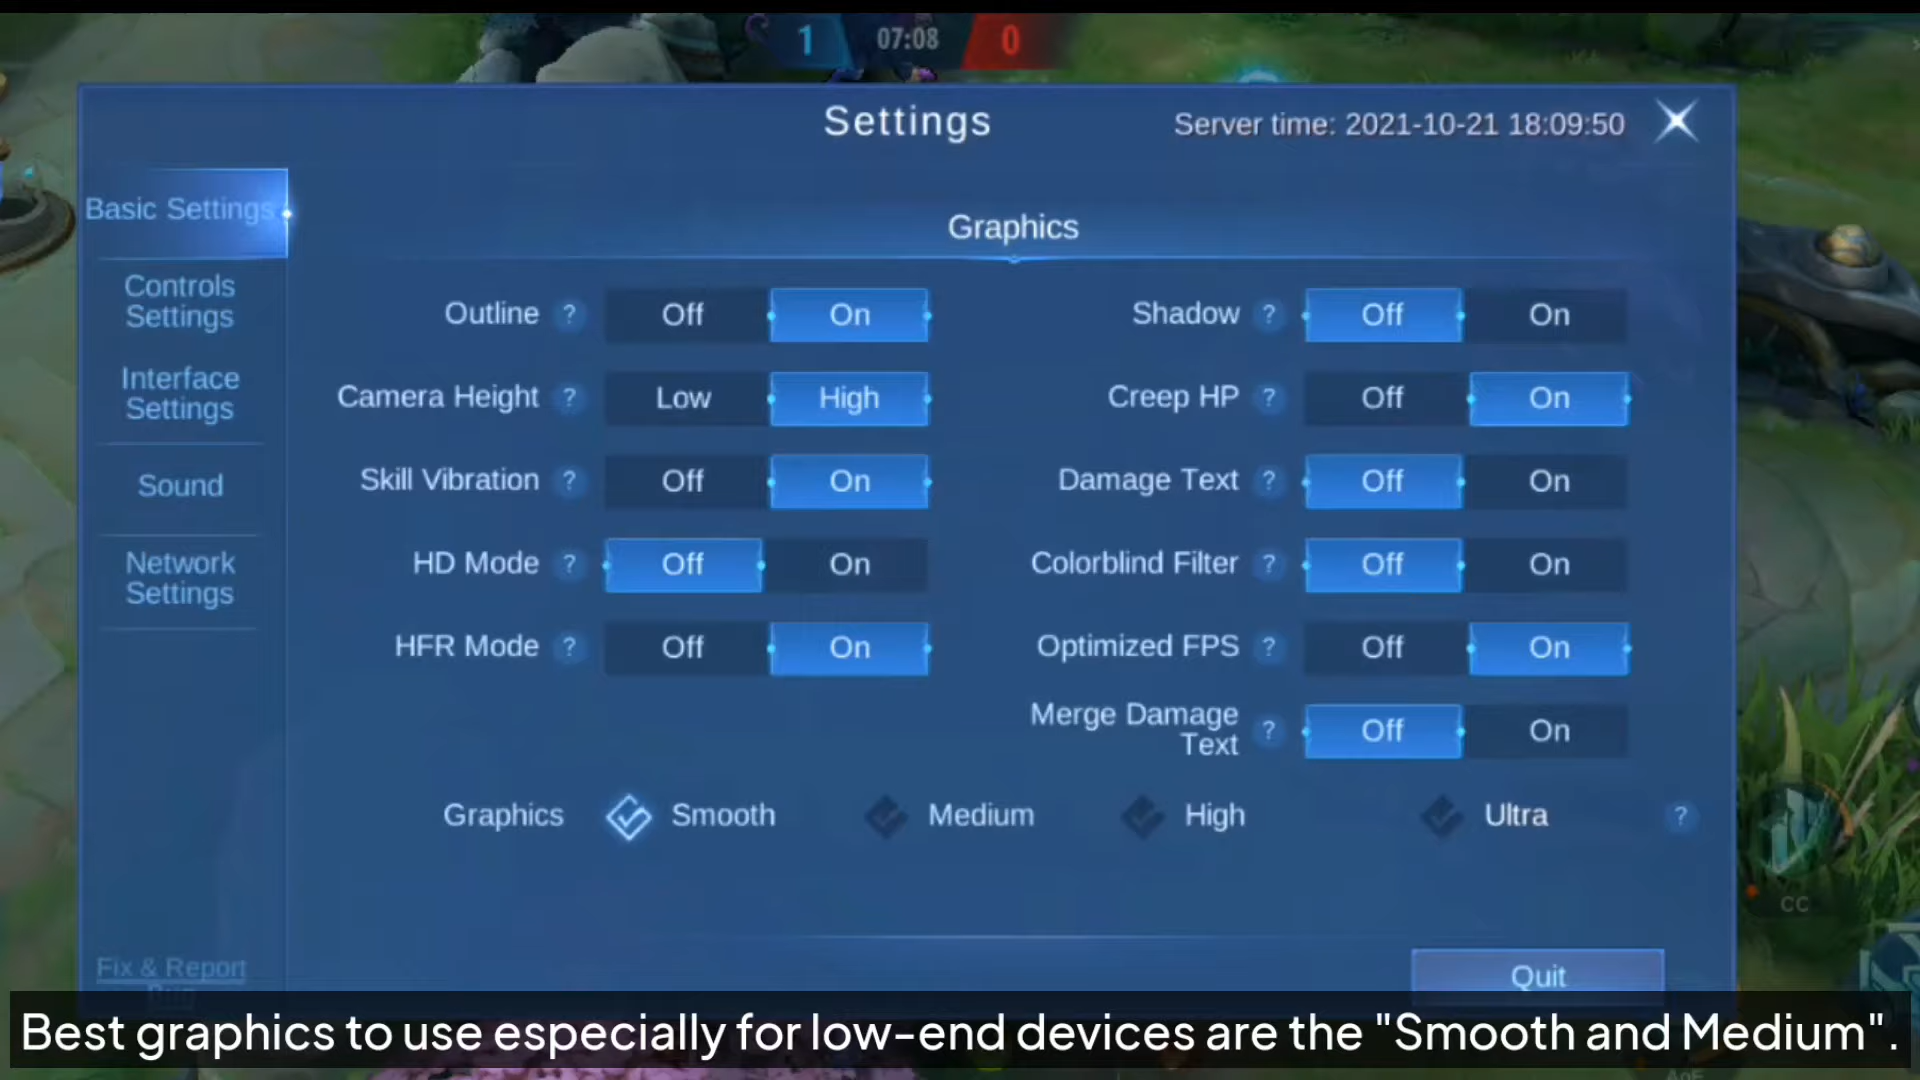 1 07:08 0
Settings
Server time: 2021-10-21 18:09:50
Basic Settings
Controls
Settings
Interface
Settings
Sound
Network
Settings
Fix & Report
Graphics
Outline ? Off On
Shadow ? Off On
Camera Height ? Low High
Creep HP ? Off On
Skill Vibration ? Off On
Damage Text ? Off On
HD Mode ? Off On
Colorblind Filter ? Off On
HFR Mode ? Off On
Optimized FPS ? Off On
Merge Damage
Text ? Off On
Graphics Smooth Medium High Ultra ?
CC
Quit
Best graphics to use especially for low-end devices are the "Smooth and Medium".